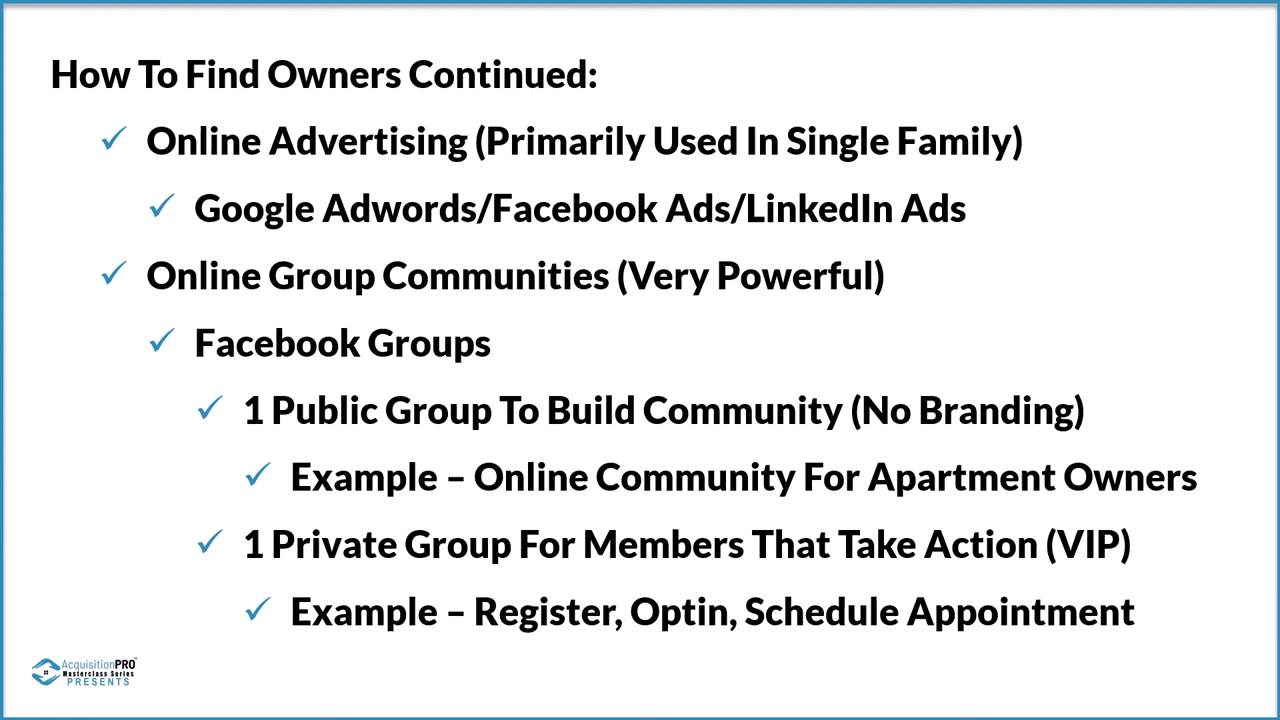 How To Find Owners Continued:
Online Advertising (Primarily Used In Single Family)
Google Adwords/Facebook Ads/LinkedIn Ads
Online Group Communities (Very Powerful)
Facebook Groups
1 Public Group To Build Community (No Branding)
Example – Online Community For Apartment Owners
1 Private Group For Members That Take Action (VIP)
Example – Register, Optin, Schedule Appointment
AcquisitionPRO™
Masterclass Series
PRESENTS